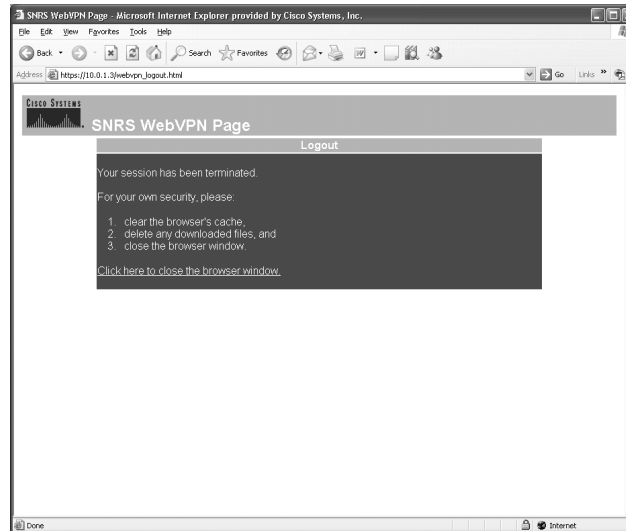 SNRS WebVPN Page - Microsoft Internet Explorer provided by Cisco Systems, Inc.
File Edit View Favorites Tools Help
Back Search Favorites
Address https://10.0.1.3/webvpn_logout.html Go Links »
CISCO SYSTEMS
SNRS WebVPN Page
Logout
Your session has been terminated.
For your own security, please:
1. clear the browser's cache,
2. delete any downloaded files, and
3. close the browser window.
Click here to close the browser window.
Done Internet